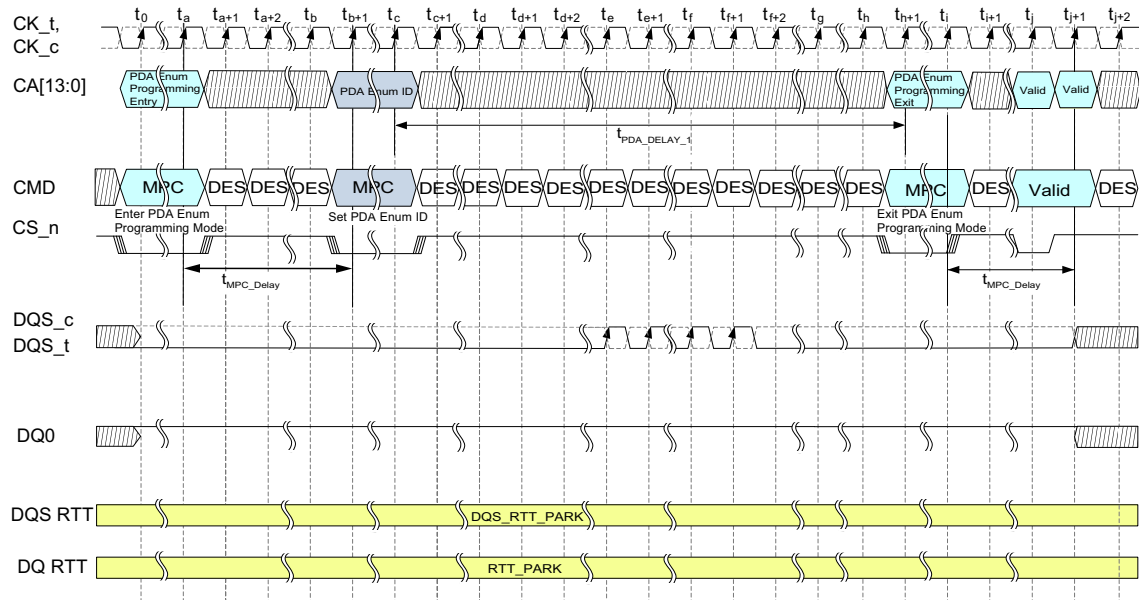 CK_t,
CK_c
t0 ta ta+1 ta+2 tb tb+1 tc tc+1 td td+1 td+2 te te+1 tf tf+1 tf+2 tg th th+1 ti ti+1 tj tj+1 tj+2
CA[13:0]
PDA Enum
Programming
Entry
PDA Enum ID
PDA Enum
Programming
Exit
Valid
Valid
tPDA_DELAY_1
CMD
MPC DES DES DES MPC DES DES DES DES DES DES DES DES DES DES DES MPC DES Valid DES
Enter PDA Enum
Programming Mode
Set PDA Enum ID
Exit PDA Enum
Programming Mode
CS_n
tMPC_Delay
tMPC_Delay
DQS_c
DQS_t
DQ0
DQS RTT
DQS_RTT_PARK
DQ RTT
RTT_PARK